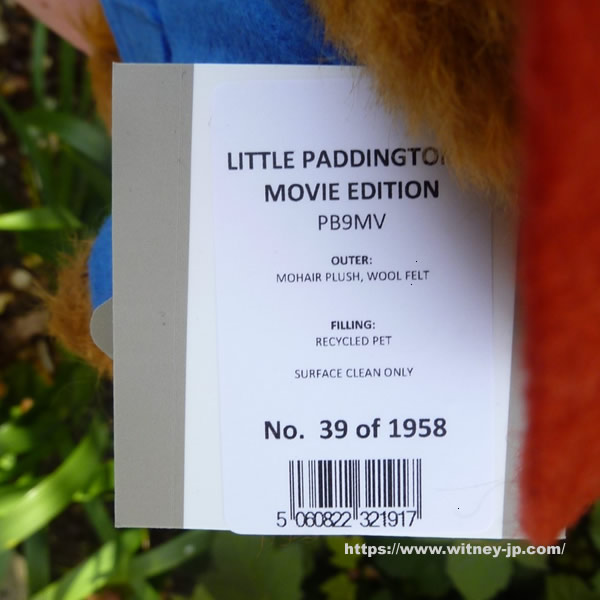 LITTLE PADDINGTON
MOVIE EDITION
PB9MV
OUTER:
MOHAIR PLUSH, WOOL FELT
FILLING:
RECYCLED PET
SURFACE CLEAN ONLY
No. 39 of 1958
5 060822 321917
https://www.witney-jp.com/